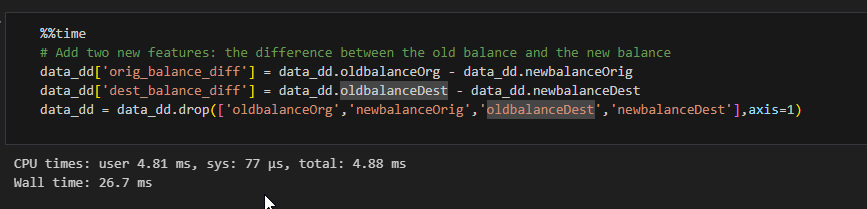 %%time
# Add two new features: the difference between the old balance and the new balance
data_dd['orig_balance_diff'] = data_dd.oldbalanceOrg - data_dd.newbalanceOrig
data_dd['dest_balance_diff'] = data_dd.oldbalanceDest - data_dd.newbalanceDest
data_dd = data_dd.drop(['oldbalanceOrg','newbalanceOrig','oldbalanceDest','newbalanceDest'],axis=1)
CPU times: user 4.81 ms, sys: 77 µs, total: 4.88 ms
Wall time: 26.7 ms